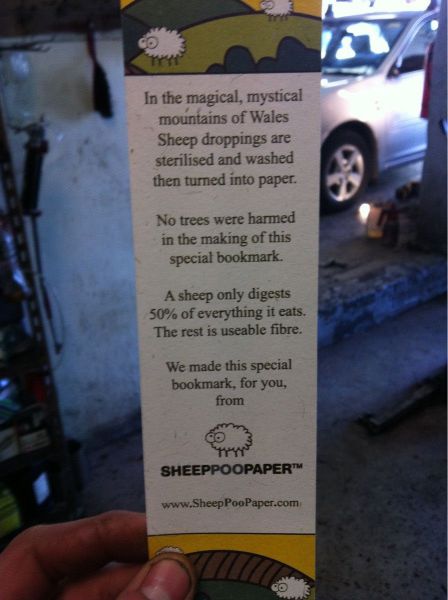 In the magical, mystical
mountains of Wales
Sheep droppings are
sterilised and washed
then turned into paper.
No trees were harmed
in the making of this
special bookmark.
A sheep only digests
50% of everything it eats.
The rest is useable fibre.
We made this special
bookmark, for you,
from
SHEEPPOOPAPER™
www.SheepPooPaper.com